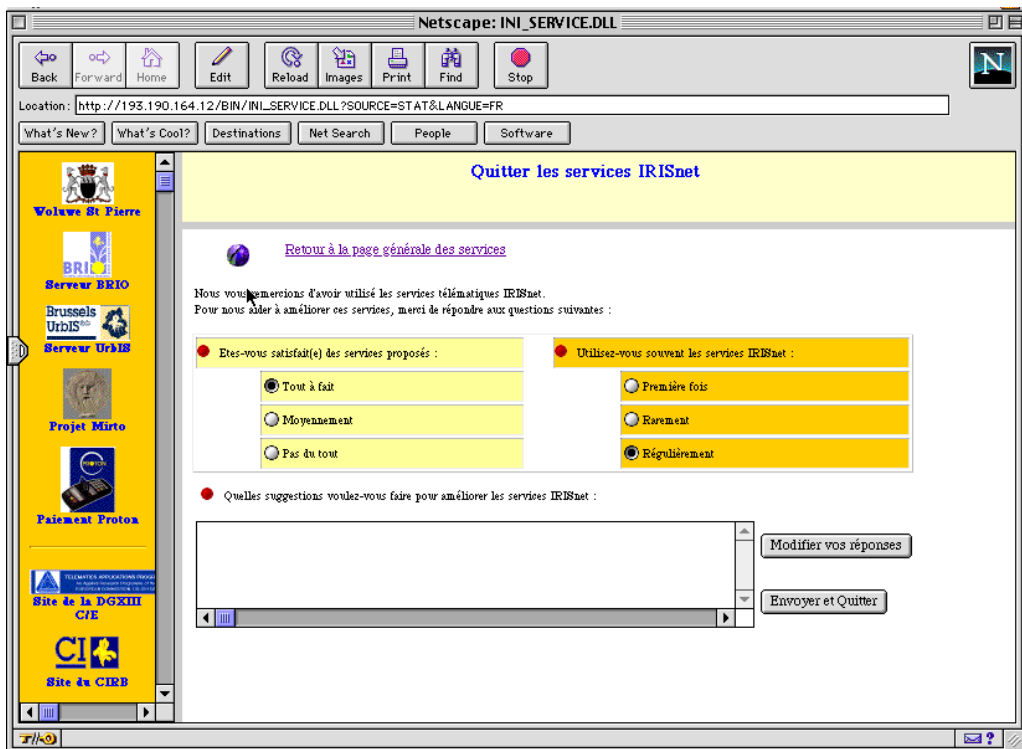 Netscape: INI_SERVICE.DLL
Back Forward Home Edit Reload Images Print Find Stop
N
Location: http://193.190.164.12/BIN/INI_SERVICE.DLL?SOURCE=STAT&LANGUE=FR
What's New? What's Cool? Destinations Net Search People Software
Woluwe St Pierre
BRIO
Serveur BRIO
Brussels
UrbIS
Serveur UrbIS
Projet Mirto
PROTON
Paiement Proton
TELEMATICS APPLICATIONS PROGR
Site de la DGXIII
C/E
CI
Site du CIRB
Quitter les services IRISnet
Retour à la page générale des services
Nous vous remercions d'avoir utilisé les services télématiques IRISnet.
Pour nous aider à améliorer ces services, merci de répondre aux questions suivantes :
Etes-vous satisfait(e) des services proposés :
Tout à fait
Moyennement
Pas du tout
Utilisez-vous souvent les services IRISnet :
Première fois
Rarement
Régulièrement
Quelles suggestions voulez-vous faire pour améliorer les services IRISnet :
Modifier vos réponses
Envoyer et Quitter